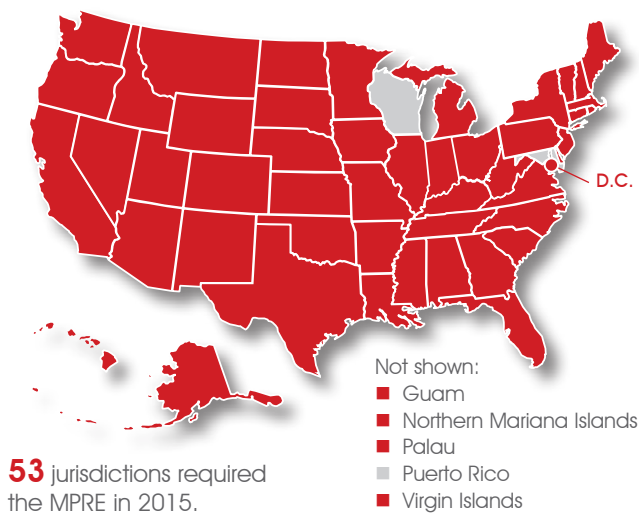 D.C.
Not shown:
Guam
Northern Mariana Islands
Palau
Puerto Rico
Virgin Islands
53 jurisdictions required
the MPRE in 2015.